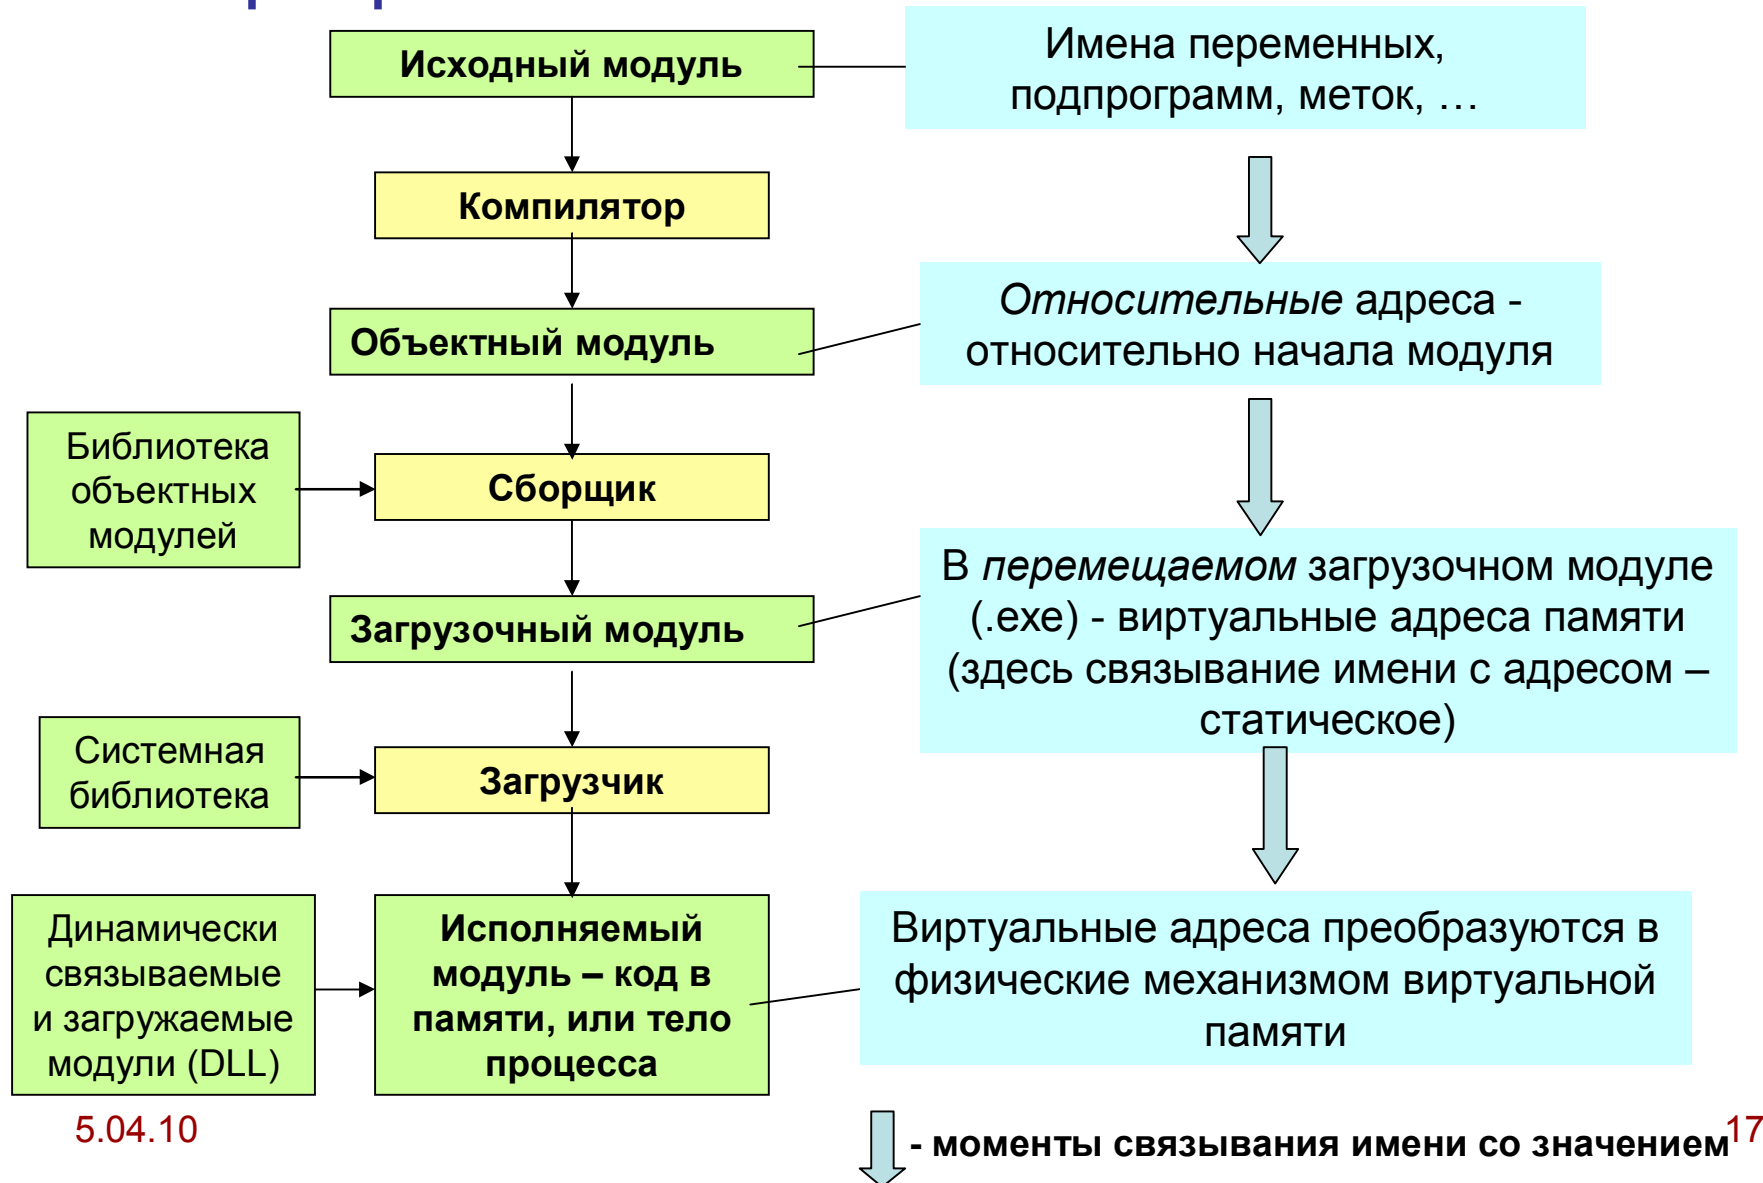 Исходный модуль
Имена переменных,
подпрограмм, меток, …
Компилятор
Объектный модуль
Относительные адреса -
относительно начала модуля
Библиотека
объектных
модулей
Сборщик
Загрузочный модуль
В перемещаемом загрузочном модуле
(.exe) - виртуальные адреса памяти
(здесь связывание имени с адресом –
статическое)
Системная
библиотека
Загрузчик
Динамически
связываемые
и загружаемые
модули (DLL)
Исполняемый
модуль – код в
памяти, или тело
процесса
Виртуальные адреса преобразуются в
физические механизмом виртуальной
памяти
5.04.10
- моменты связывания имени со значением
17